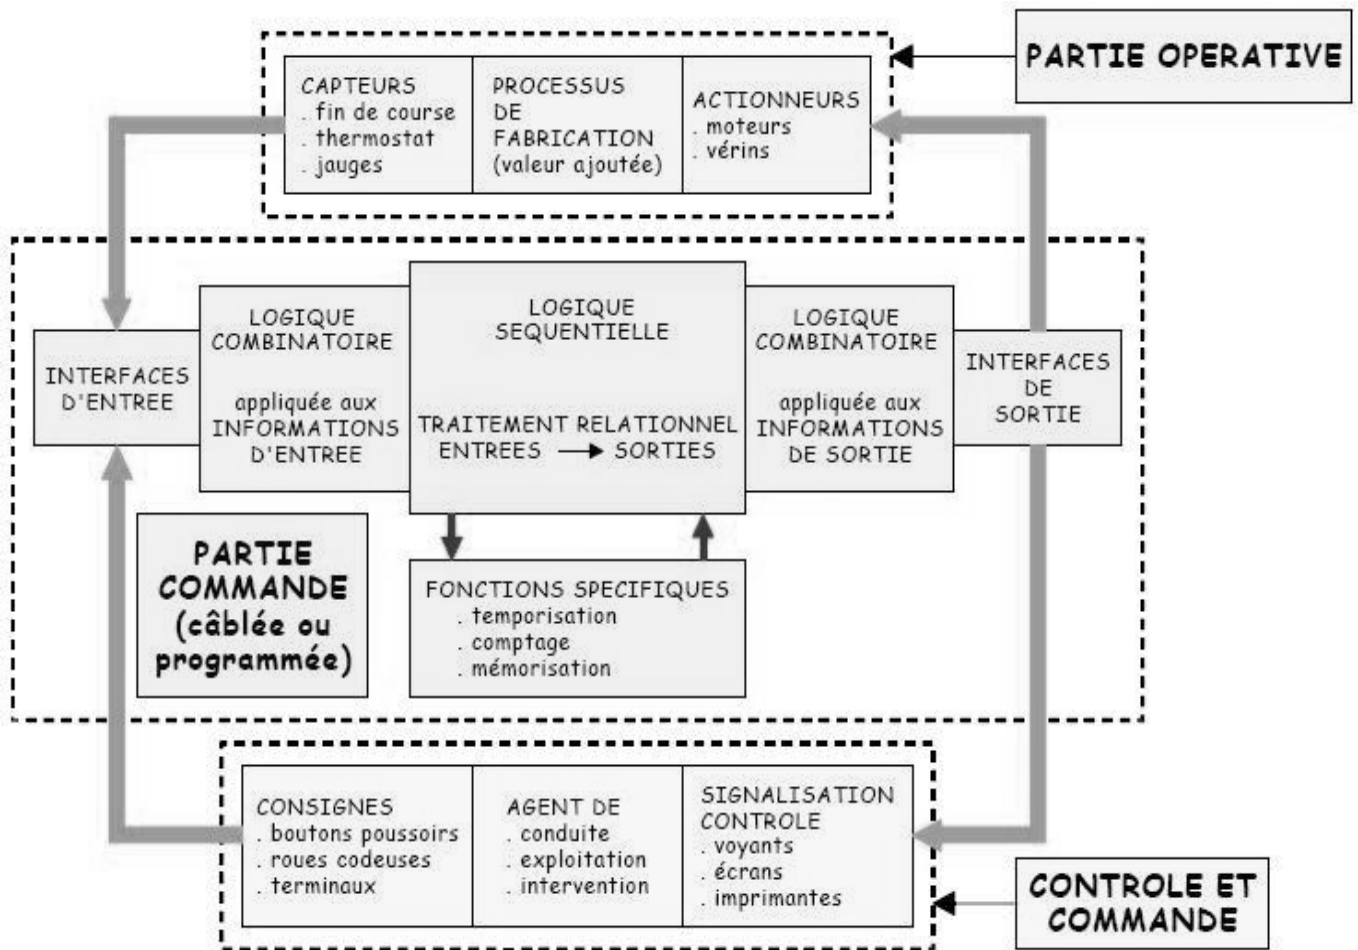 PARTIE OPERATIVE
CAPTEURS
. fin de course
. thermostat
. jauges
PROCESSUS
DE
FABRICATION
(valeur ajoutée)
ACTIONNEURS
. moteurs
. vérins
INTERFACES
D'ENTREE
LOGIQUE
COMBINATOIRE
appliquée aux
INFORMATIONS
D'ENTREE
LOGIQUE
SEQUENTIELLE
TRAITEMENT RELATIONNEL
ENTREES → SORTIES
LOGIQUE
COMBINATOIRE
appliquée aux
INFORMATIONS
DE SORTIE
INTERFACES
DE
SORTIE
PARTIE
COMMANDE
(câblée ou
programmée)
FONCTIONS SPECIFIQUES
. temporisation
. comptage
. mémorisation
CONSIGNES
. boutons poussoirs
. roues codeuses
. terminaux
AGENT DE
. conduite
. exploitation
. intervention
SIGNALISATION
CONTROLE
. voyants
. écrans
. imprimantes
CONTROLE ET
COMMANDE